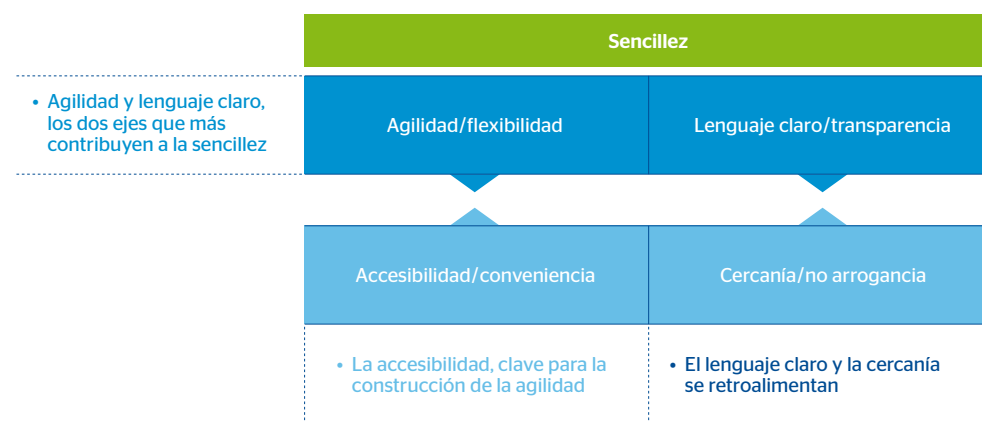 Sencillez
• Agilidad y lenguaje claro,
los dos ejes que más
contribuyen a la sencillez
Agilidad/flexibilidad
Lenguaje claro/transparencia
Accesibilidad/conveniencia
Cercanía/no arrogancia
• La accesibilidad, clave para la
construcción de la agilidad
• El lenguaje claro y la cercanía
se retroalimentan